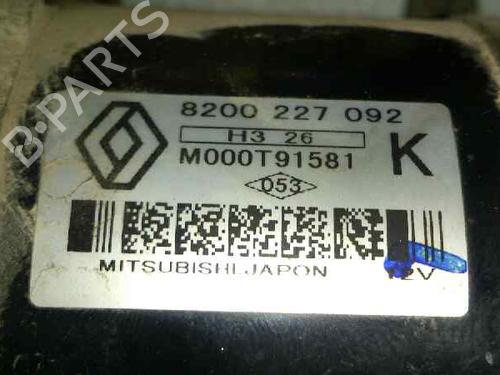 B-PARTS
8200 227 092
H3 26
M000T91581 K
053
MITSUBISHI-JAPON 12V